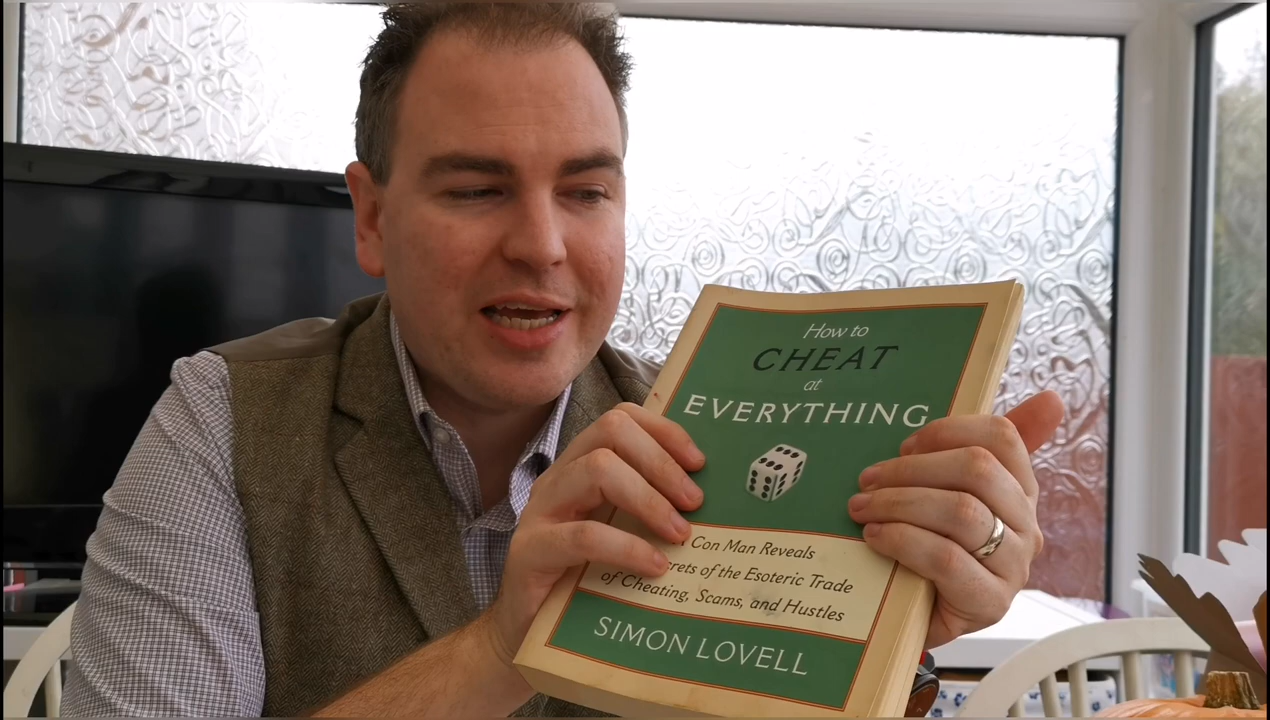 How to
CHEAT
at
EVERYTHING
A Con Man Reveals
crets of the Esoteric Trade
of Cheating, Scams, and Hustles
SIMON LOVELL